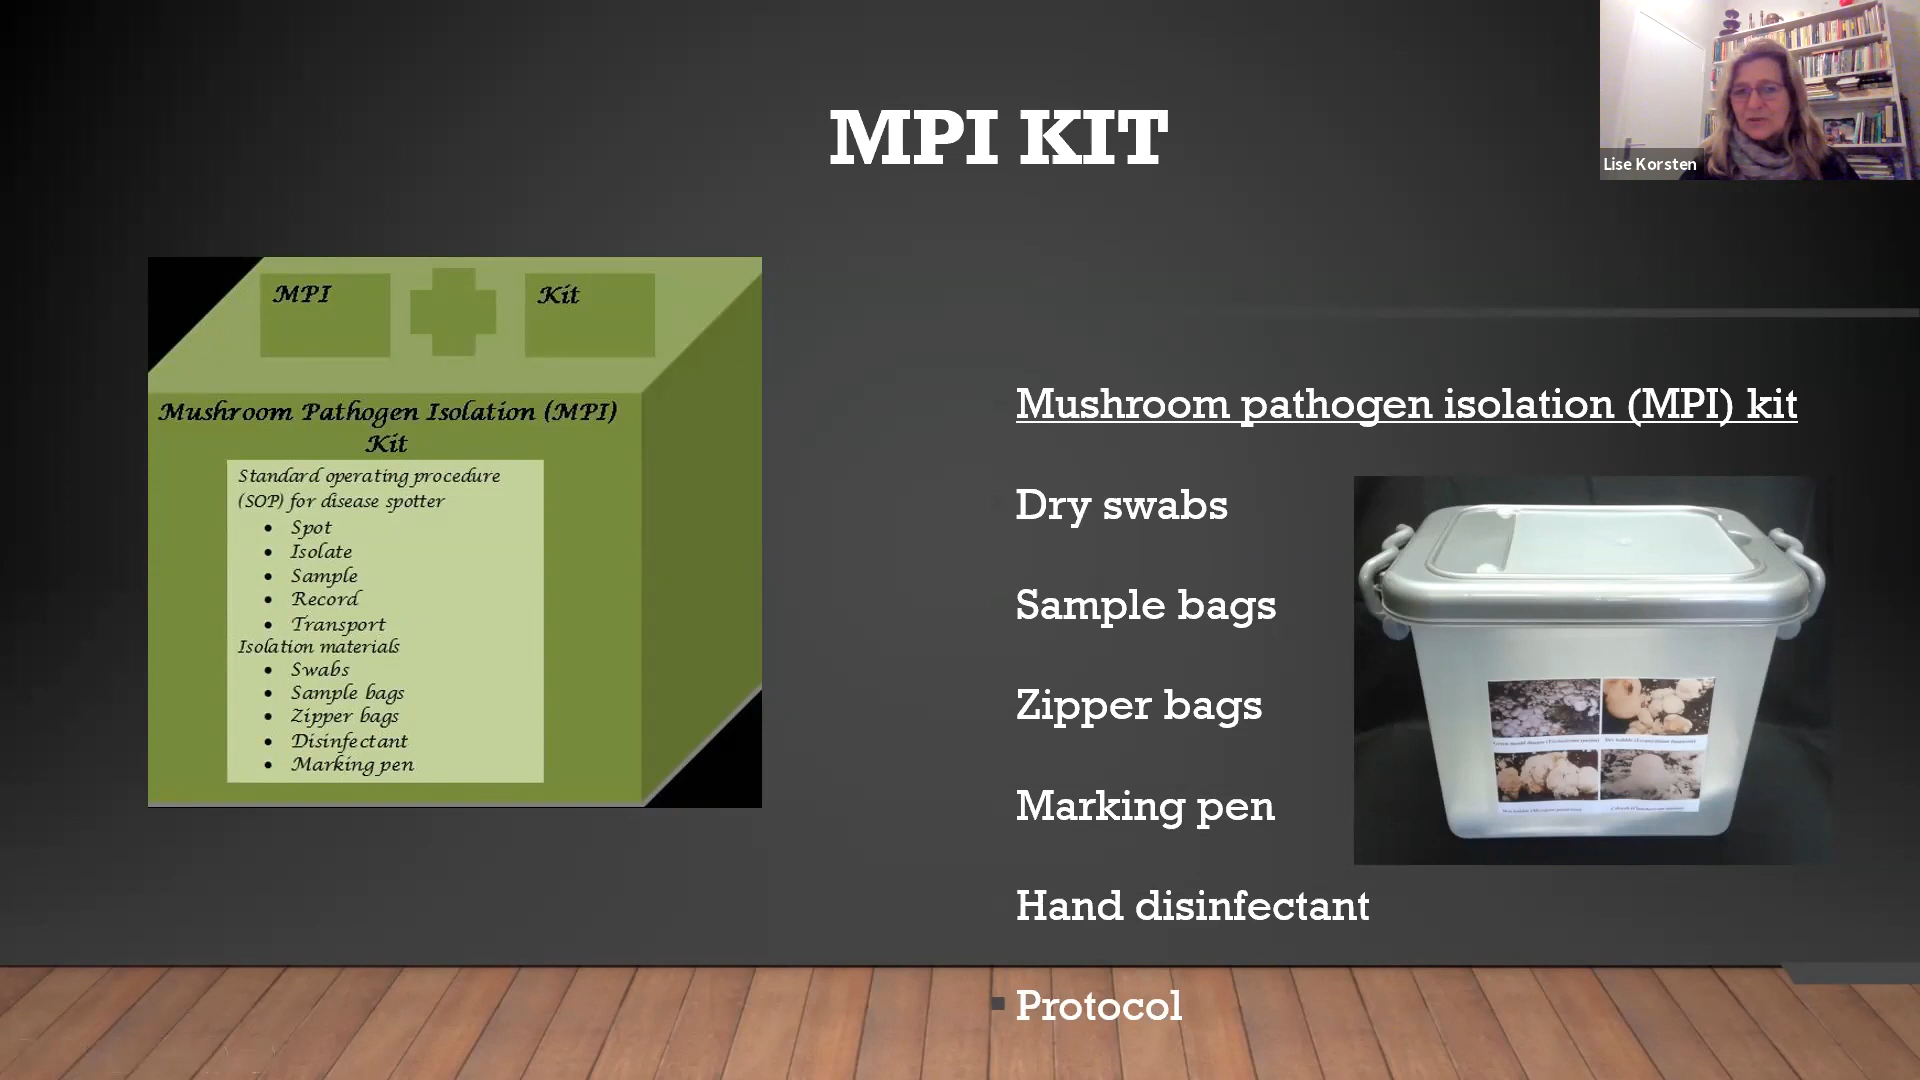 MPI KIT
Lise Korsten
MPI
Kit
Mushroom Pathogen Isolation (MPI)
Kit
Standard operating procedure
(SOP) for disease spotter
• Spot
• Isolate
• Sample
• Record
• Transport
Isolation materials
• Swabs
• Sample bags
• Zipper bags
• Disinfectant
• Marking pen
Mushroom pathogen isolation (MPI) kit
Dry swabs
Sample bags
Zipper bags
Marking pen
Hand disinfectant
▪ Protocol